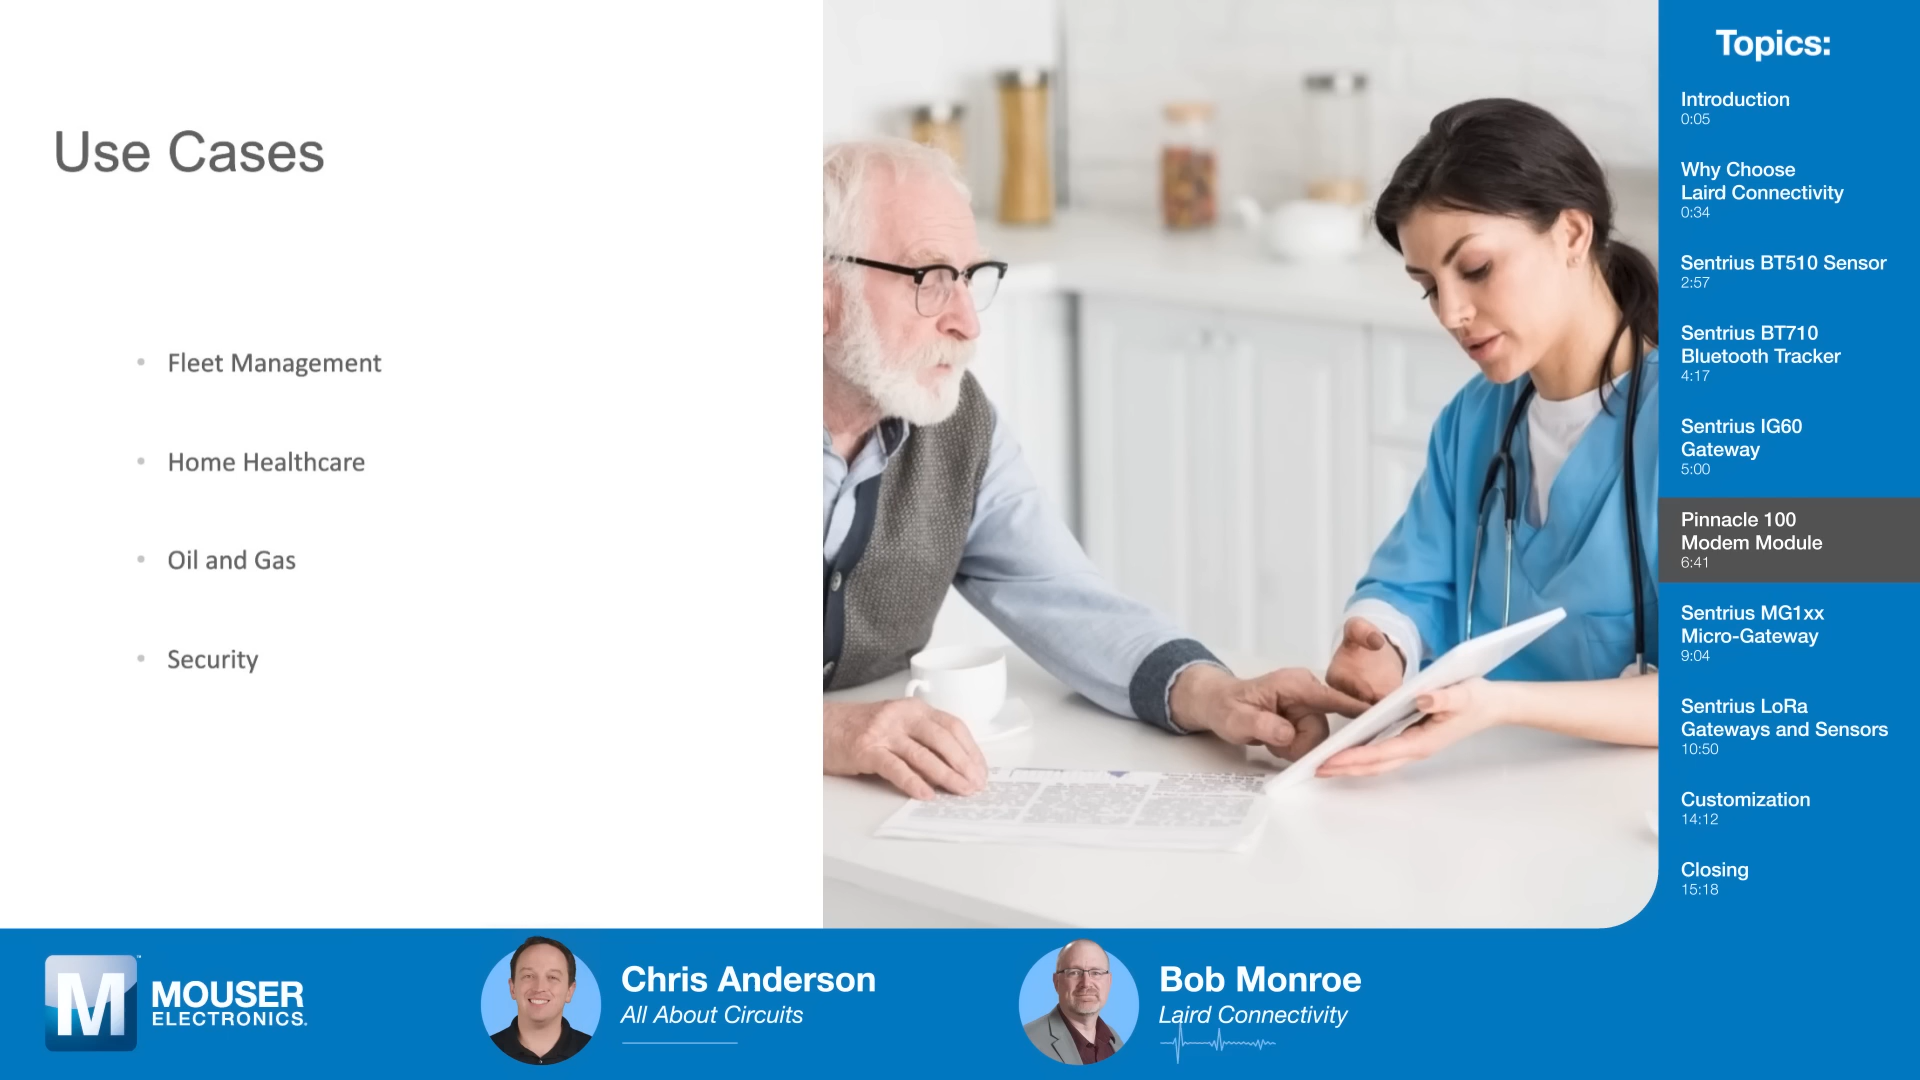 Use Cases
• Fleet Management
• Home Healthcare
• Oil and Gas
• Security
Topics:
Introduction
0:05
Why Choose
Laird Connectivity
0:34
Sentrius BT510 Sensor
2:57
Sentrius BT710
Bluetooth Tracker
4:17
Sentrius IG60
Gateway
5:00
Pinnacle 100
Modem Module
6:41
Sentrius MG1xx
Micro-Gateway
9:04
Sentrius LoRa
Gateways and Sensors
10:50
Customization
14:12
Closing
15:18
M
MOUSER
ELECTRONICS.
Chris Anderson
All About Circuits
Bob Monroe
Laird Connectivity